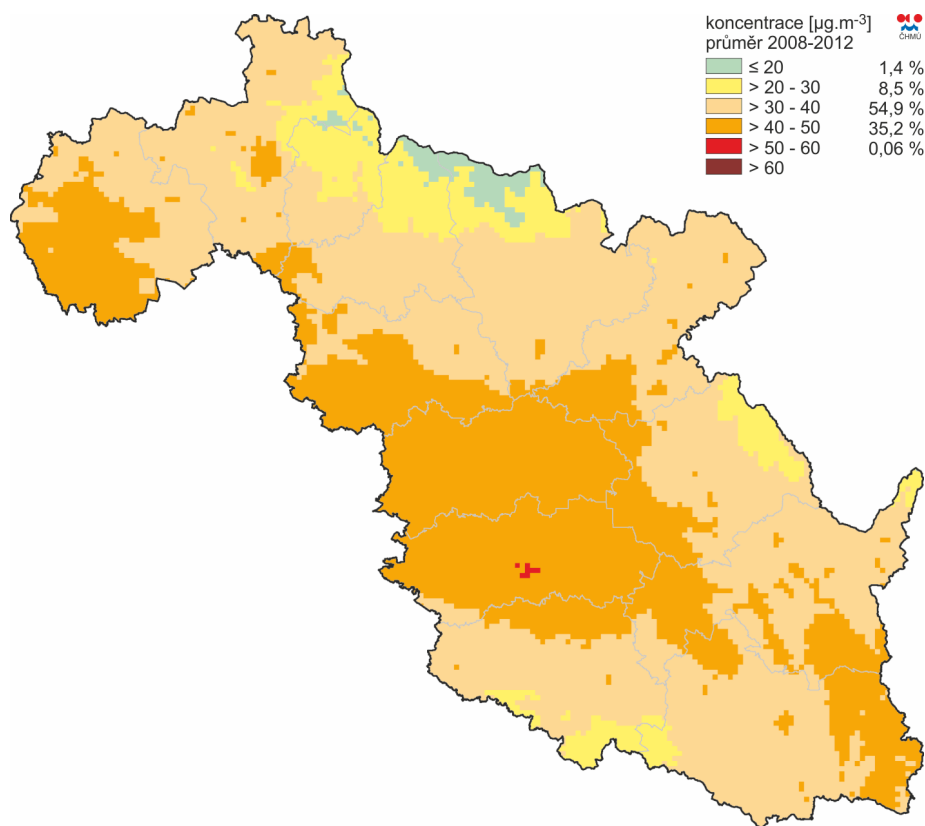 koncentrace [µg.m-3]
průměr 2008-2012
ČHMÚ
≤ 20 1,4 %
> 20 - 30 8,5 %
> 30 - 40 54,9 %
> 40 - 50 35,2 %
> 50 - 60 0,06 %
> 60